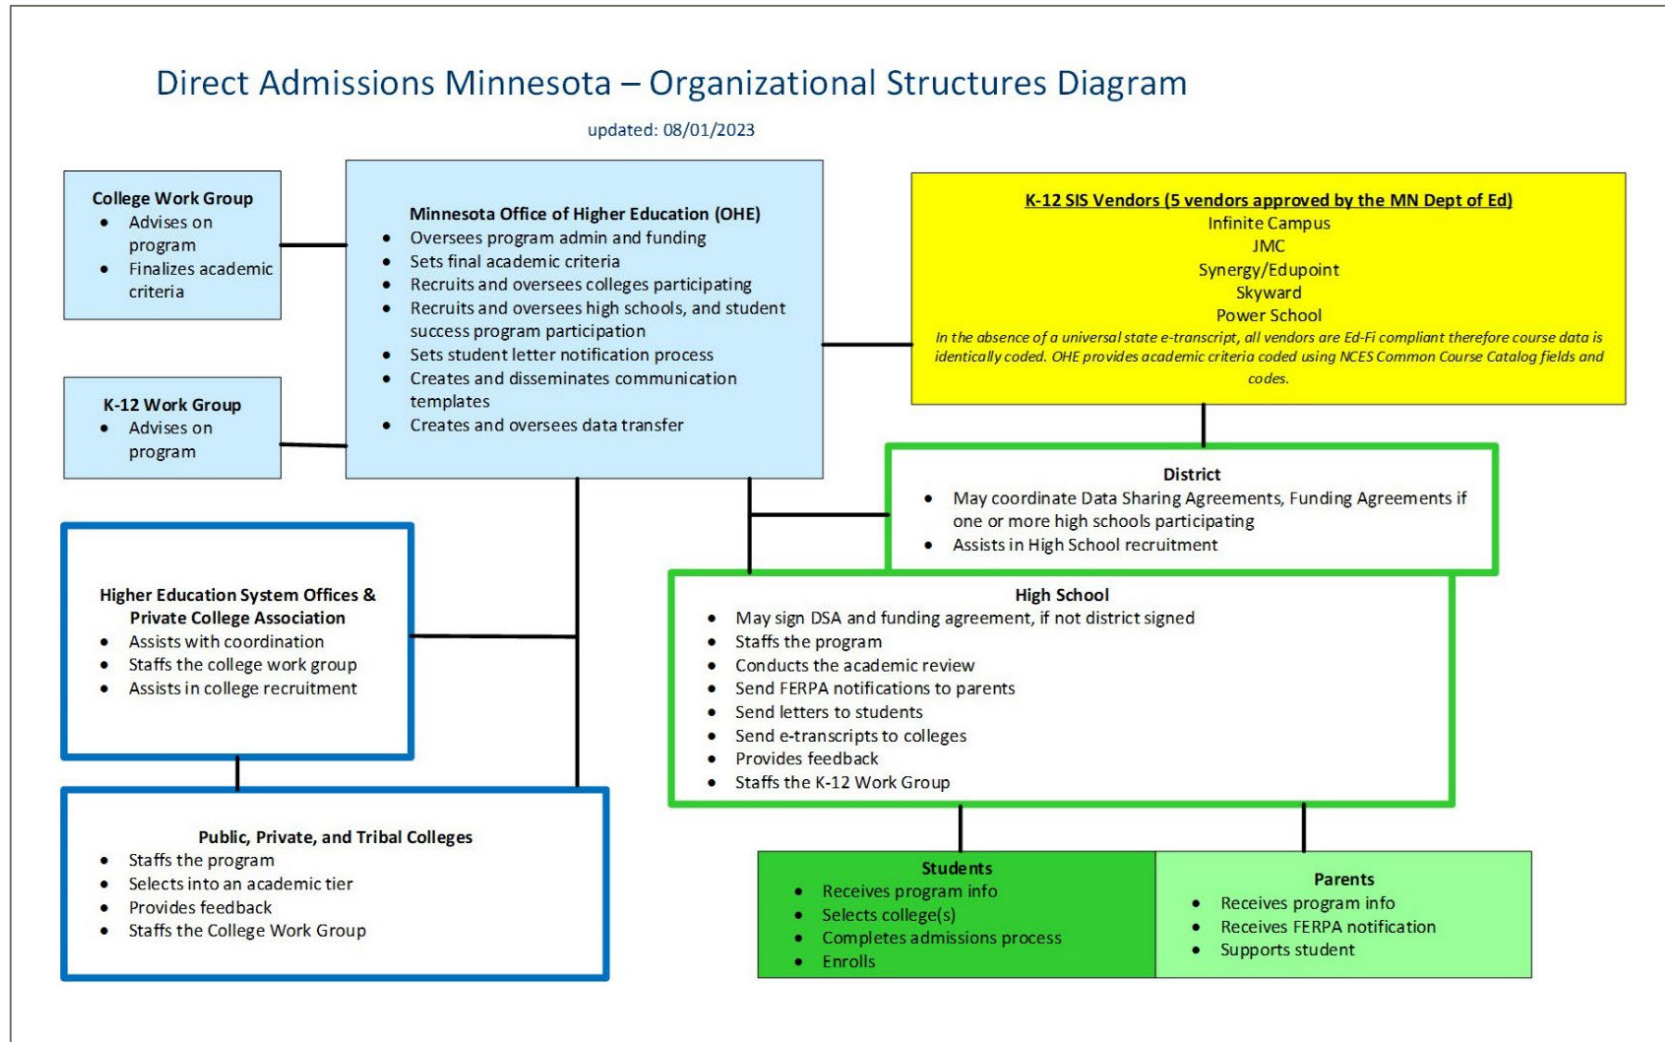 Direct Admissions Minnesota – Organizational Structures Diagram
updated: 08/01/2023
College Work Group
• Advises on
program
• Finalizes academic
criteria
K-12 Work Group
• Advises on
program
Minnesota Office of Higher Education (OHE)
• Oversees program admin and funding
• Sets final academic criteria
• Recruits and oversees colleges participating
• Recruits and oversees high schools, and student
success program participation
• Sets student letter notification process
• Creates and disseminates communication
templates
• Creates and oversees data transfer
K-12 SIS Vendors (5 vendors approved by the MN Dept of Ed)
Infinite Campus
JMC
Synergy/Edupoint
Skyward
Power School
In the absence of a universal state e-transcript, all vendors are Ed-Fi compliant therefore course data is
identically coded. OHE provides academic criteria coded using NCES Common Course Catalog fields and
codes.
District
• May coordinate Data Sharing Agreements, Funding Agreements if
one or more high schools participating
• Assists in High School recruitment
Higher Education System Offices &
Private College Association
• Assists with coordination
• Staffs the college work group
• Assists in college recruitment
High School
• May sign DSA and funding agreement, if not district signed
• Staffs the program
• Conducts the academic review
• Send FERPA notifications to parents
• Send letters to students
• Send e-transcripts to colleges
• Provides feedback
• Staffs the K-12 Work Group
Public, Private, and Tribal Colleges
• Staffs the program
• Selects into an academic tier
• Provides feedback
• Staffs the College Work Group
Students
• Receives program info
• Selects college(s)
• Completes admissions process
• Enrolls
Parents
• Receives program info
• Receives FERPA notification
• Supports student